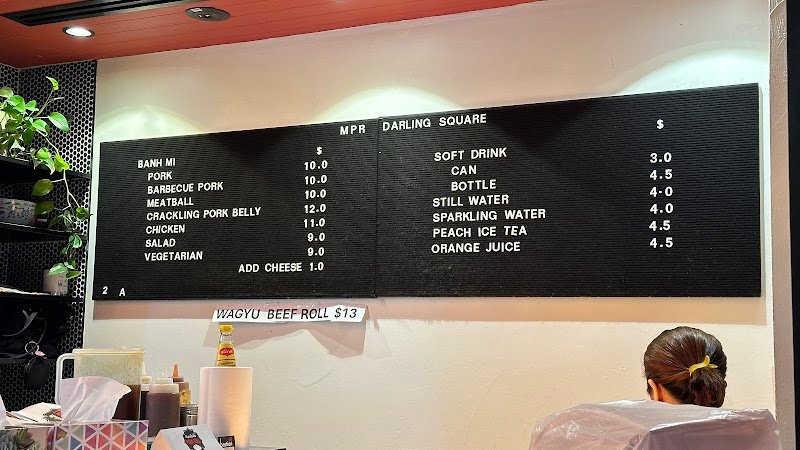 MPR DARLING SQUARE
$
BANH MI
PORK 10.0
BARBECUE PORK 10.0
MEATBALL 10.0
CRACKLING PORK BELLY 12.0
CHICKEN 11.0
SALAD 9.0
VEGETARIAN 9.0
ADD CHEESE 1.0
2 A
$
SOFT DRINK
CAN 3.0
BOTTLE 4.5
STILL WATER 4-0
SPARKLING WATER 4.0
PEACH ICE TEA 4.5
ORANGE JUICE 4.5
WAGYU BEEF ROLL $13